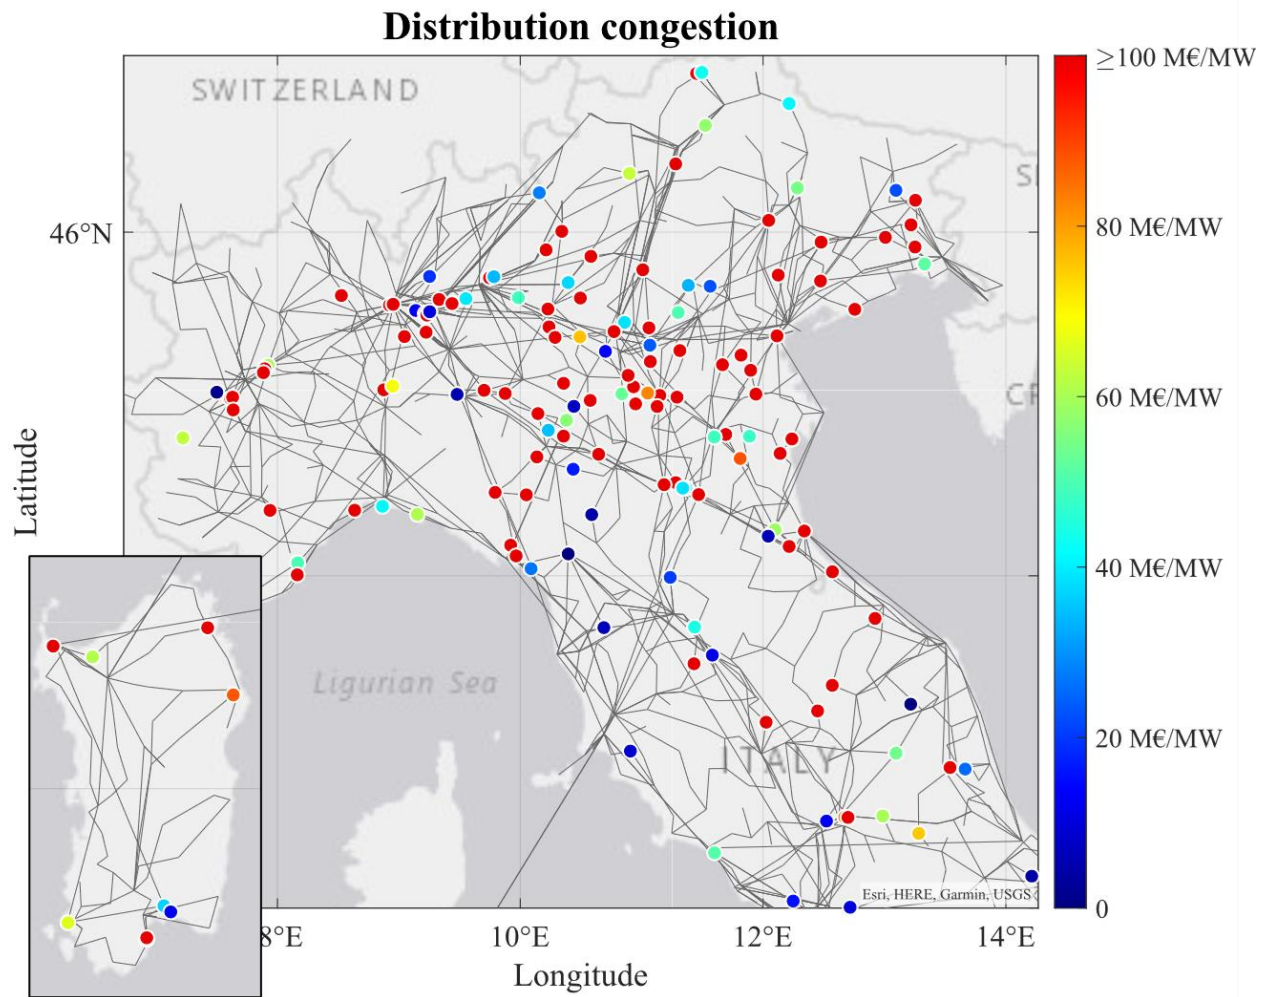 Distribution congestion
SWITZERLAND
≥100 M€/MW
80 M€/MW
60 M€/MW
40 M€/MW
20 M€/MW
0
46°N
Latitude
Ligurian Sea
ITALY
Esri, HERE, Garmin, USGS
8°E
10°E
12°E
14°E
Longitude